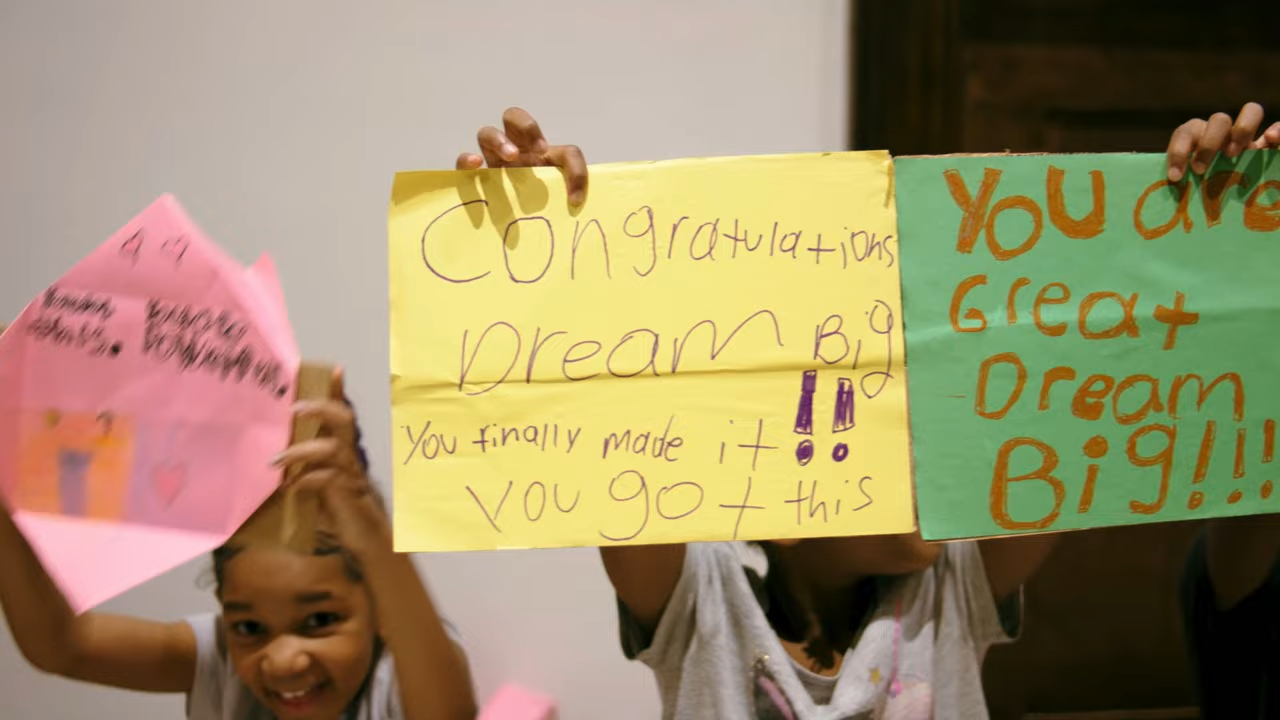 Congratulations
Dream Big
You finally made it !!
You got this
You are
Great
Dream
Big!!!